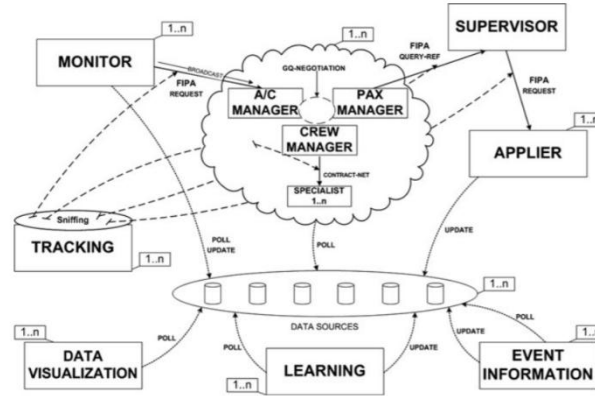 1..n
1..n
SUPERVISOR
MONITOR
BROADCAST
FIPA
REQUEST
GQ-NEGOTIATION
FIPA
QUERY-REF
A/C
MANAGER
PAX
MANAGER
FIPA
REQUEST
CREW
MANAGER
1..n
APPLIER
CONTRACT-NET
SPECIALIST
1..n
Sniffing
TRACKING
1..n
POLL
UPDATE
POLL
UPDATE
1..n
DATA SOURCES
1..n
DATA
VISUALIZATION
POLL
POLL
UPDATE
UPDATE
POLL
1..n
LEARNING
1..n
EVENT
INFORMATION